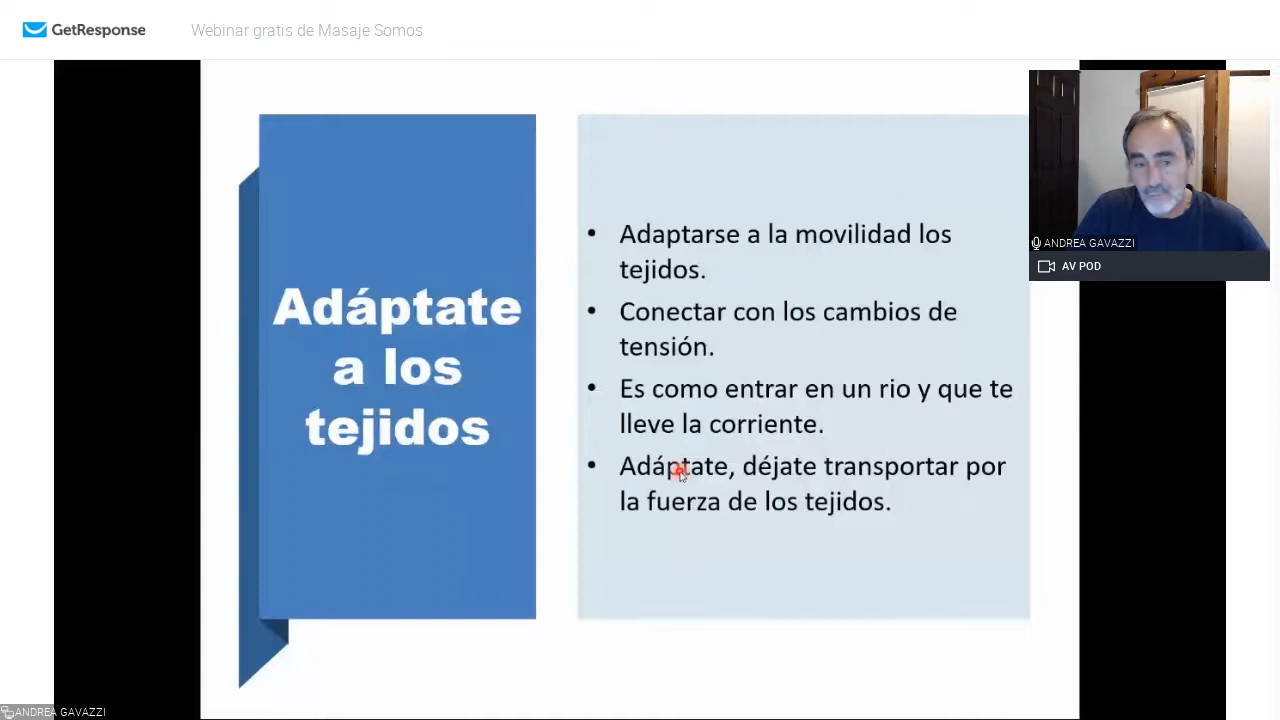 GetResponse
Webinar gratis de Masaje Somos
Adáptate
a los
tejidos
• Adaptarse a la movilidad los
tejidos.
• Conectar con los cambios de
tensión.
• Es como entrar en un rio y que te
lleve la corriente.
• Adáptate, déjate transportar por
la fuerza de los tejidos.
ANDREA GAVAZZI
AV POD
ANDREA GAVAZZI